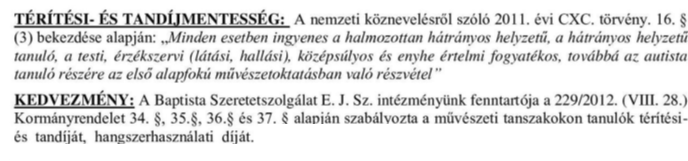 TÉRÍTÉSI- ÉS TANDÍJMENTESSÉG: A nemzeti köznevelésről szóló 2011. évi CXC. törvény. 16. §
(3) bekezdése alapján: „Minden esetben ingyenes a halmozottan hátrányos helyzetű, a hátrányos helyzetű
tanuló, a testi, érzékszervi (látási, hallási), középsúlyos és enyhe értelmi fogyatékos, továbbá az autista
tanuló részére az első alapfokú művészetoktatásban való részvétel"
KEDVEZMÉNY: A Baptista Szeretetszolgálat E. J. Sz. intézményünk fenntartója a 229/2012. (VIII. 28.)
Kormányrendelet 34. §, 35.§, 36.§ és 37. § alapján szabályozta a művészeti tanszakokon tanulók térítési-
és tandíját, hangszerhasználati díját.